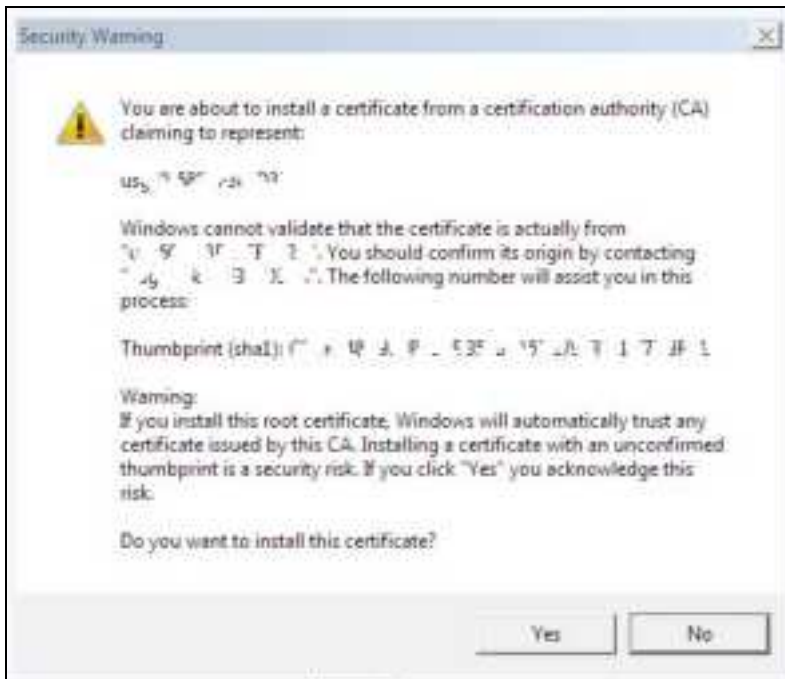 Security Warning
You are about to install a certificate from a certification authority (CA)
claiming to represent:
Windows cannot validate that the certificate is actually from
. You should confirm its origin by contacting
. The following number will assist you in this
process:
Thumbprint (sha1):
Warning:
If you install this root certificate, Windows will automatically trust any
certificate issued by this CA. Installing a certificate with an unconfirmed
thumbprint is a security risk. If you click "Yes" you acknowledge this
risk.
Do you want to install this certificate?
Yes
No